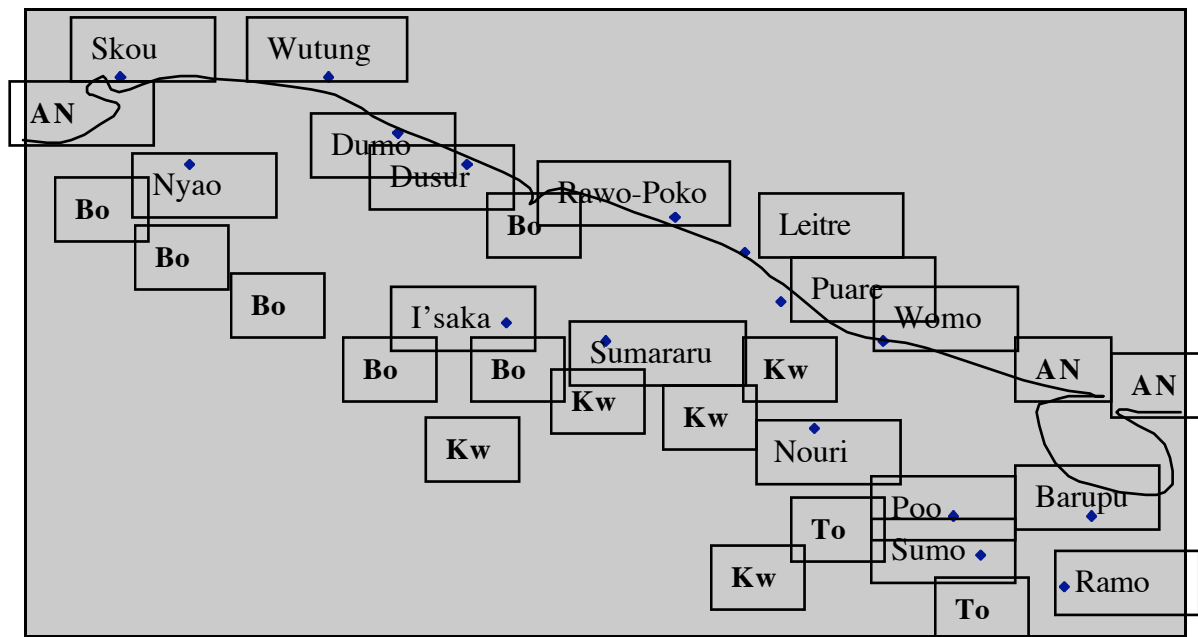 Skou
Wutung
AN
Dumo
Dusur
Nyao
Rawo-Poko
Bo
Bo
Leitre
Bo
Puare
Bo
I'saka
Womo
Sumararu
Bo
Bo
Kw
AN
AN
Kw
Kw
Kw
Nouri
Poo
Barupu
To
Sumo
Kw
Ramo
To